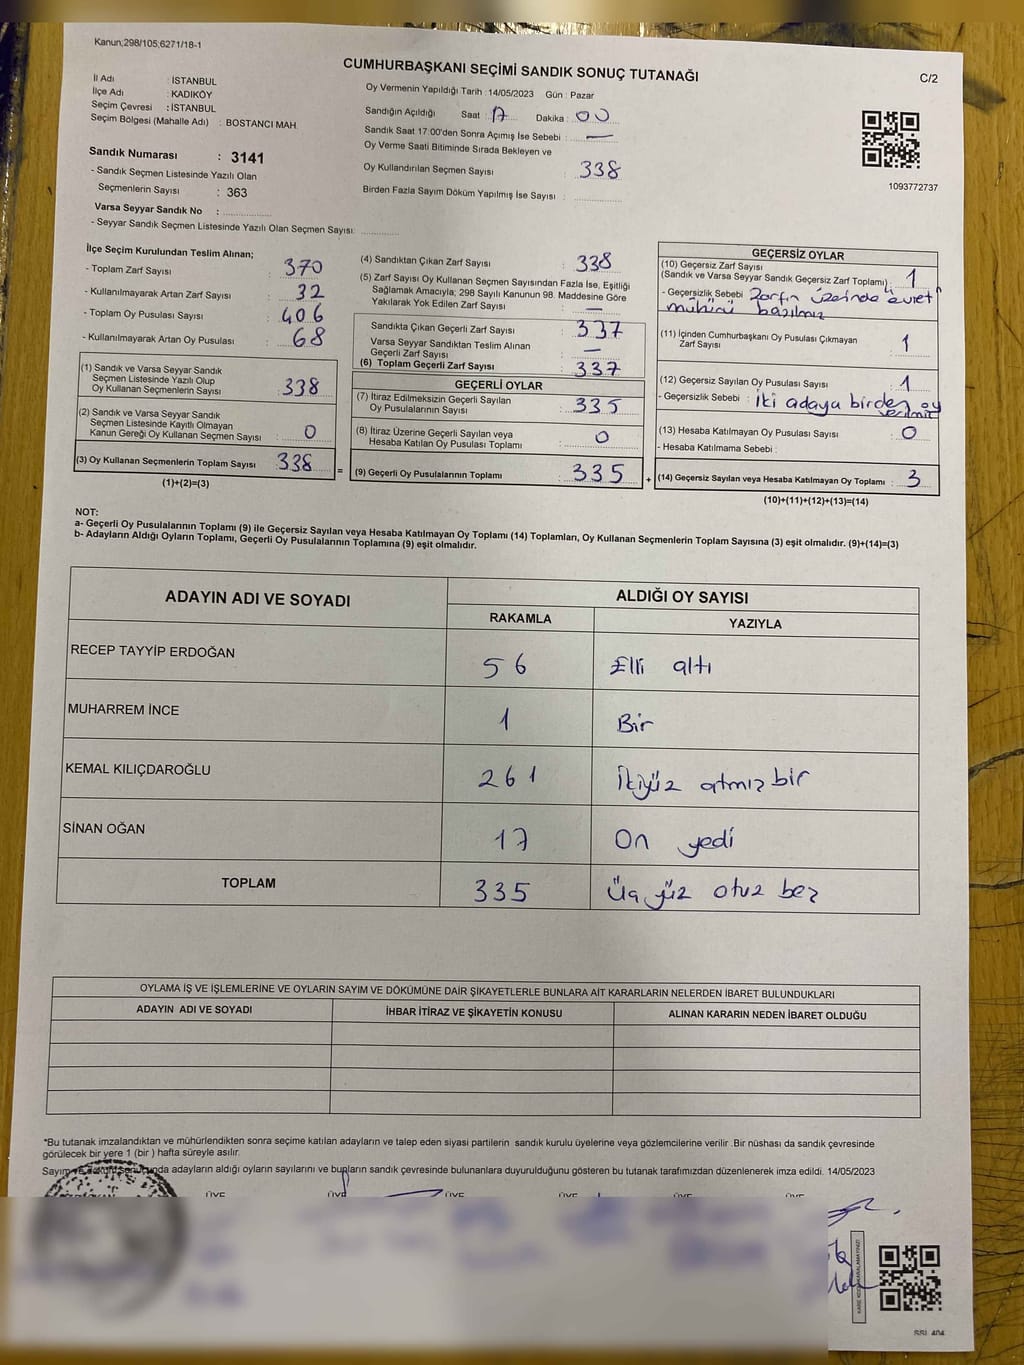 Kanun;298/105;6271/18-1
CUMHURBAŞKANI SEÇİMİ SANDIK SONUÇ TUTANAĞI
C/2
İl Adı : İSTANBUL
İlçe Adı : KADIKÖY
Seçim Çevresi : İSTANBUL
Seçim Bölgesi (Mahalle Adı) : BOSTANCI MAH.
Sandık Numarası : 3141
- Sandık Seçmen Listesinde Yazılı Olan
Seçmenlerin Sayısı : 363
Varsa Seyyar Sandık No :
- Seyyar Sandık Seçmen Listesinde Yazılı Olan Seçmen Sayısı:
Oy Vermenin Yapıldığı Tarih : 14/05/2023 Gün : Pazar
Sandığın Açıldığı Saat : 17 Dakika : 00
Sandık Saat 17:00'den Sonra Açımış İse Sebebi : —
Oy Verme Saati Bitiminde Sırada Bekleyen ve
Oy Kullandırılan Seçmen Sayısı : 338
Birden Fazla Sayım Döküm Yapılmış İse Sayısı :
1093772737
İlçe Seçim Kurulundan Teslim Alınan;
- Toplam Zarf Sayısı : 370
- Kullanılmayarak Artan Zarf Sayısı : 32
- Toplam Oy Pusulası Sayısı : 406
- Kullanılmayarak Artan Oy Pusulası : 68
(1) Sandık ve Varsa Seyyar Sandık
Seçmen Listesinde Yazılı Olup
Oy Kullanan Seçmenlerin Sayısı : 338
(2) Sandık ve Varsa Seyyar Sandık
Seçmen Listesinde Kayıtlı Olmayan
Kanun Gereği Oy Kullanan Seçmen Sayısı : 0
(3) Oy Kullanan Seçmenlerin Toplam Sayısı : 338
(1)+(2)=(3)
=
(4) Sandıktan Çıkan Zarf Sayısı : 338
(5) Zarf Sayısı Oy Kullanan Seçmen Sayısından Fazla İse, Eşitliği
Sağlamak Amacıyla; 298 Sayılı Kanunun 98. Maddesine Göre
Yakılarak Yok Edilen Zarf Sayısı : —
Sandıkta Çıkan Geçerli Zarf Sayısı : 337
Varsa Seyyar Sandıktan Teslim Alınan
Geçerli Zarf Sayısı : —
(6) Toplam Geçerli Zarf Sayısı : 337
GEÇERLİ OYLAR
(7) İtiraz Edilmeksizin Geçerli Sayılan
Oy Pusulalarının Sayısı : 335
(8) İtiraz Üzerine Geçerli Sayılan veya
Hesaba Katılan Oy Pusulası Toplamı : 0
(9) Geçerli Oy Pusulalarının Toplamı : 335
+
GEÇERSİZ OYLAR
(10) Geçersiz Zarf Sayısı
(Sandık ve Varsa Seyyar Sandık Geçersiz Zarf Toplamı) : 1
- Geçersizlik Sebebi : Zarfın üzerinde "evet"
mührü basılmış
(11) İçinden Cumhurbaşkanı Oy Pusulası Çıkmayan
Zarf Sayısı : 1
(12) Geçersiz Sayılan Oy Pusulası Sayısı : 1
- Geçersizlik Sebebi : İki adaya birden oy
verilmiş
(13) Hesaba Katılmayan Oy Pusulası Sayısı : 0
- Hesaba Katılmama Sebebi :
(14) Geçersiz Sayılan veya Hesaba Katılmayan Oy Toplamı : 3
(10)+(11)+(12)+(13)=(14)
NOT:
a- Geçerli Oy Pusulalarının Toplamı (9) ile Geçersiz Sayılan veya Hesaba Katılmayan Oy Toplamı (14) Toplamları, Oy Kullanan Seçmenlerin Toplam Sayısına (3) eşit olmalıdır. (9)+(14)=(3)
b- Adayların Aldığı Oyların Toplamı, Geçerli Oy Pusulalarının Toplamına (9) eşit olmalıdır.
ADAYIN ADI VE SOYADI ALDIĞI OY SAYISI
RAKAMLA YAZIYLA
RECEP TAYYİP ERDOĞAN 56 Elli altı
MUHARREM İNCE 1 Bir
KEMAL KILIÇDAROĞLU 261 İkiyüz atmış bir
SİNAN OĞAN 17 On yedi
TOPLAM 335 Üç yüz otuz beş
OYLAMA İŞ VE İŞLEMLERİNE VE OYLARIN SAYIM VE DÖKÜMÜNE DAİR ŞİKAYETLERLE BUNLARA AİT KARARLARIN NELERDEN İBARET BULUNDUKLARI
ADAYIN ADI VE SOYADI İHBAR İTİRAZ VE ŞİKAYETİN KONUSU ALINAN KARARIN NEDEN İBARET OLDUĞU
*Bu tutanak imzalandıktan ve mühürlendikten sonra seçime katılan adayların ve talep eden siyasi partilerin sandık kurulu üyelerine veya gözlemcilerine verilir .Bir nüshası da sandık çevresinde
görülecek bir yere 1 (bir ) hafta süreyle asılır.
Sayım ve döküm sonucunda adayların aldığı oyların sayılarını ve bunların sandık çevresinde bulunanlara duyurulduğunu gösteren bu tutanak tarafımızdan düzenlenerek imza edildi. 14/05/2023
ÜYE ÜYE ÜYE ÜYE ÜYE ÜYE